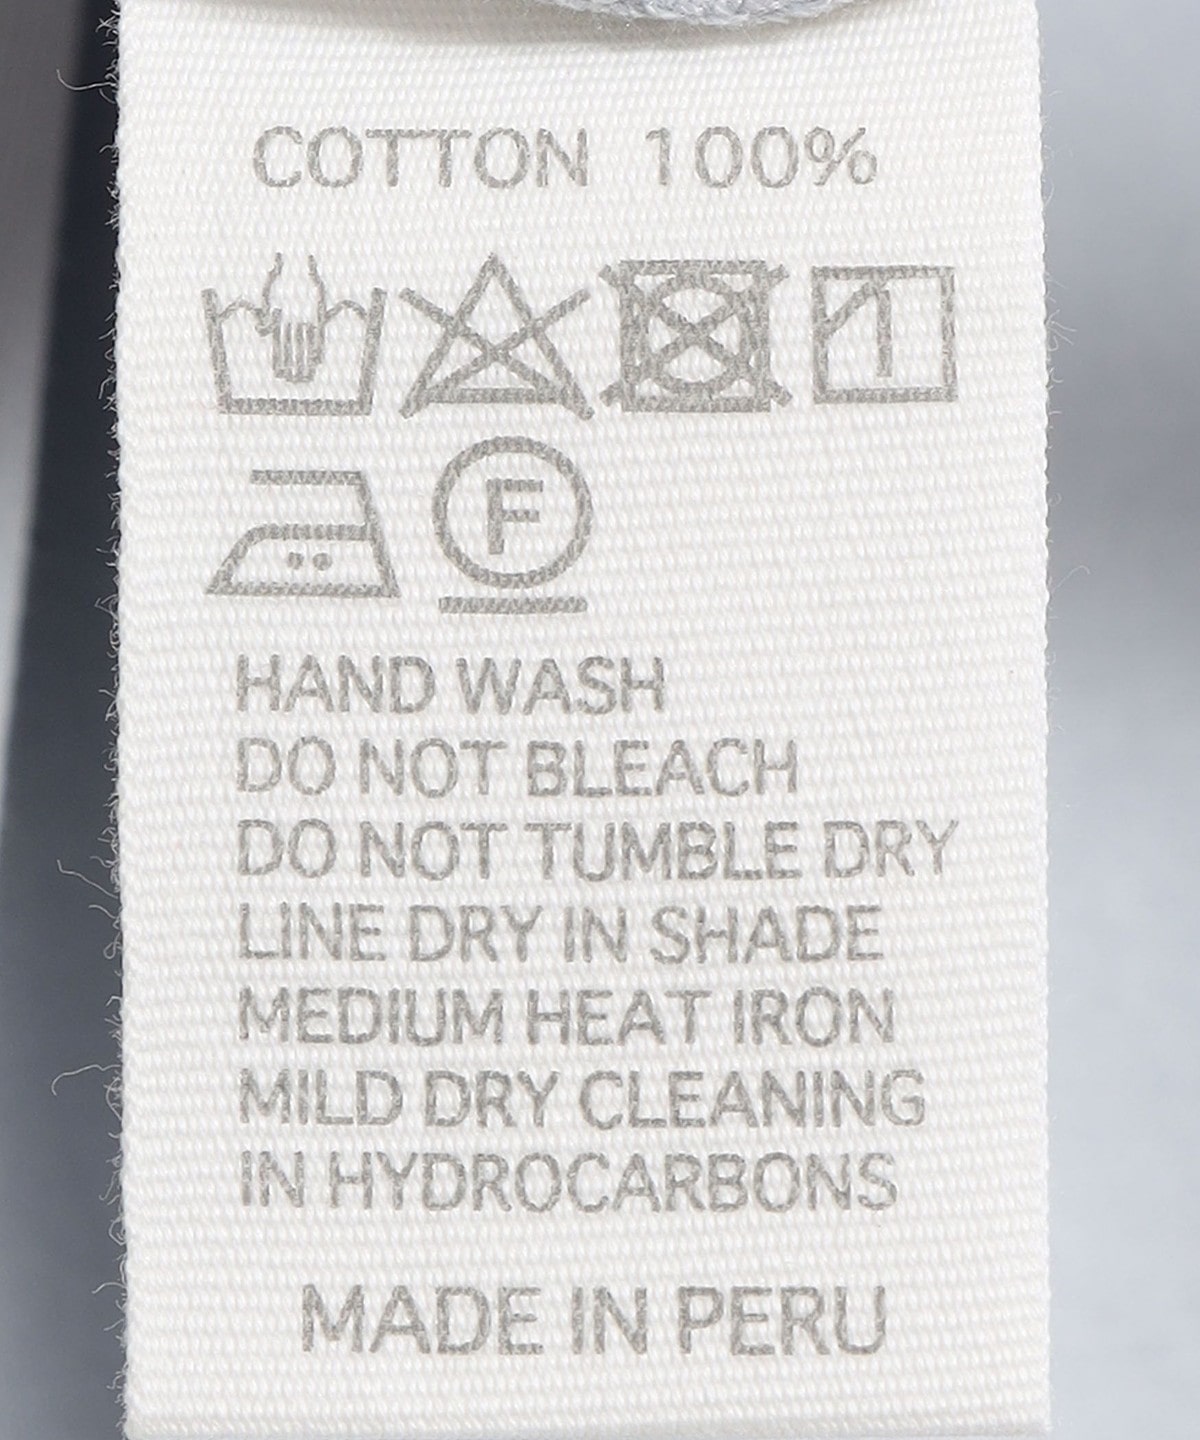 COTTON 100%
F
HAND WASH
DO NOT BLEACH
DO NOT TUMBLE DRY
LINE DRY IN SHADE
MEDIUM HEAT IRON
MILD DRY CLEANING
IN HYDROCARBONS
MADE IN PERU